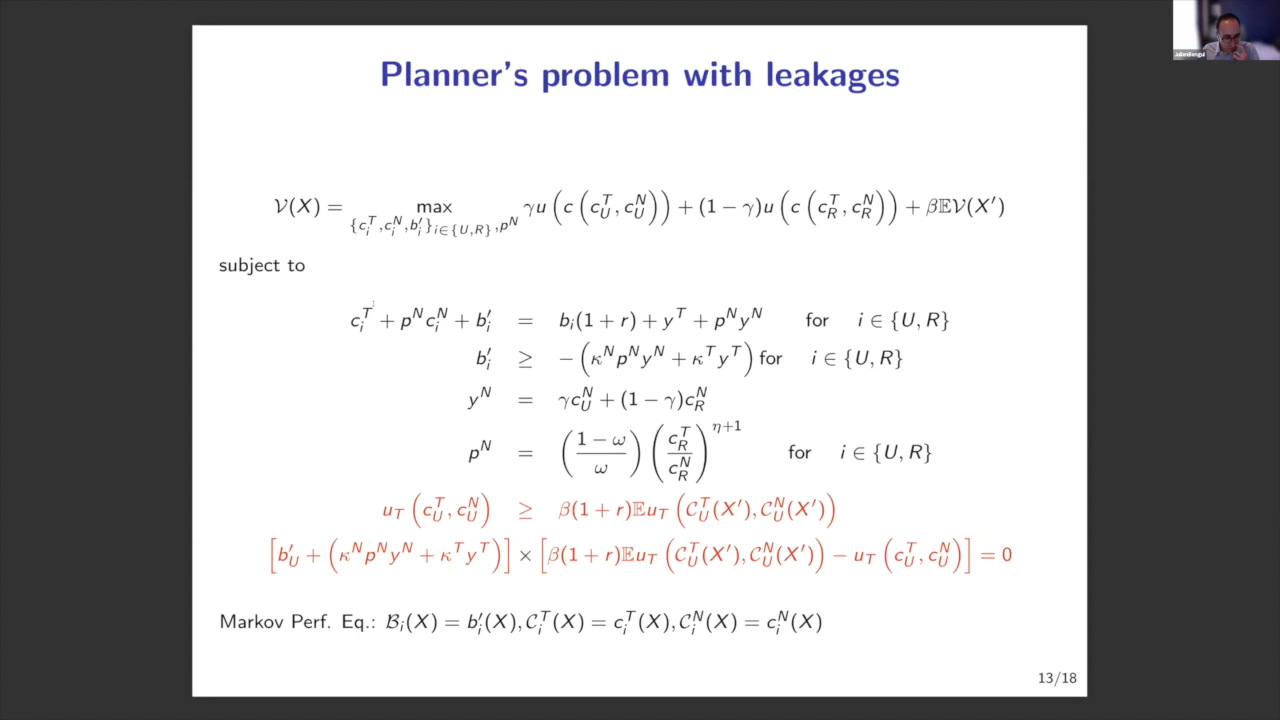 Planner's problem with leakages
𝒱(X) = max_{{c_i^T, c_i^N, b_i′}_{i∈{U,R}}, p^N} γu(c(c_U^T, c_U^N)) + (1 − γ)u(c(c_R^T, c_R^N)) + β𝔼𝒱(X′)
subject to
c_i^T + p^N c_i^N + b_i′ = b_i(1 + r) + y^T + p^N y^N for i ∈ {U, R}
b_i′ ≥ −(κ^N p^N y^N + κ^T y^T) for i ∈ {U, R}
y^N = γc_U^N + (1 − γ)c_R^N
p^N = ((1 − ω)/ω) (c_R^T/c_R^N)^{η+1} for i ∈ {U, R}
u_T(c_U^T, c_U^N) ≥ β(1 + r)𝔼u_T(𝒞_U^T(X′), 𝒞_U^N(X′))
[b_U′ + (κ^N p^N y^N + κ^T y^T)] × [β(1 + r)𝔼u_T(𝒞_U^T(X′), 𝒞_U^N(X′)) − u_T(c_U^T, c_U^N)] = 0
Markov Perf. Eq.: ℬ_i(X) = b_i′(X), 𝒞_i^T(X) = c_i^T(X), 𝒞_i^N(X) = c_i^N(X)
13/18